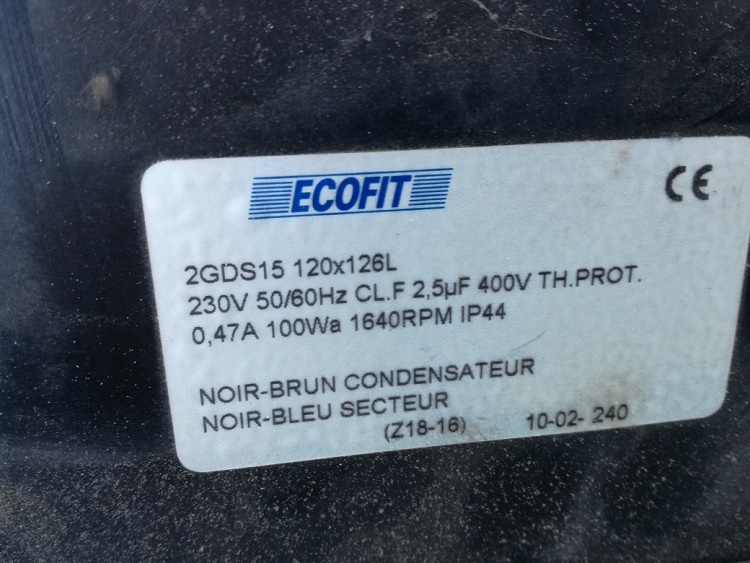 ECOFIT
CE
2GDS15 120x126L
230V 50/60Hz CL.F 2,5µF 400V TH.PROT.
0,47A 100Wa 1640RPM IP44
NOIR-BRUN CONDENSATEUR
NOIR-BLEU SECTEUR
(Z18-16) 10-02- 240